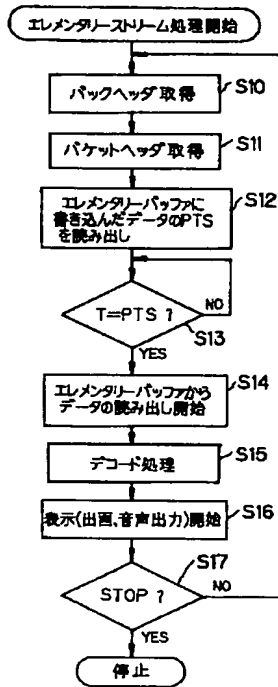 エレメンタリーストリーム処理開始
パックヘッダ取得
S10
パケットヘッダ取得
S11
エレメンタリーバッファに
書き込んだデータのPTS
を読み出し
S12
T=PTS ?
NO
S13
YES
エレメンタリーバッファから
データの読み出し開始
S14
デコード処理
S15
表示(出画、音声出力)開始
S16
STOP ?
S17
NO
YES
停止